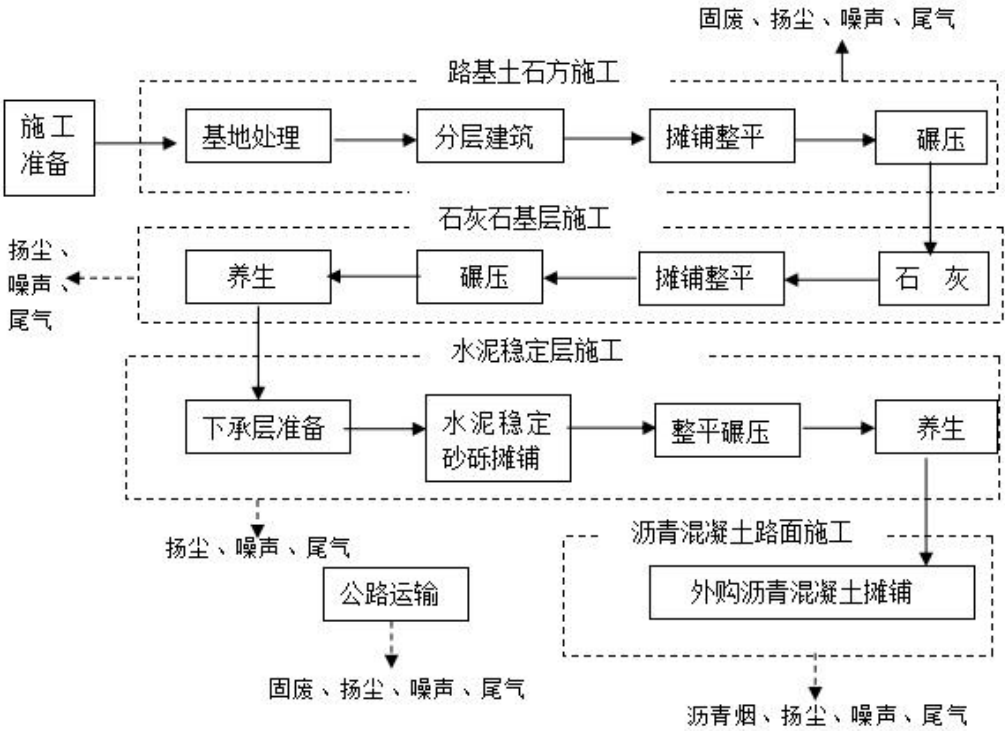 固废、扬尘、噪声、尾气
路基土石方施工
施工
准备
基地处理
分层建筑
摊铺整平
碾压
石灰石基层施工
扬尘、
噪声、
尾气
养生
碾压
摊铺整平
石 灰
水泥稳定层施工
下承层准备
水泥稳定
砂砾摊铺
整平碾压
养生
扬尘、噪声、尾气
沥青混凝土路面施工
公路运输
外购沥青混凝土摊铺
固废、扬尘、噪声、尾气
沥青烟、扬尘、噪声、尾气